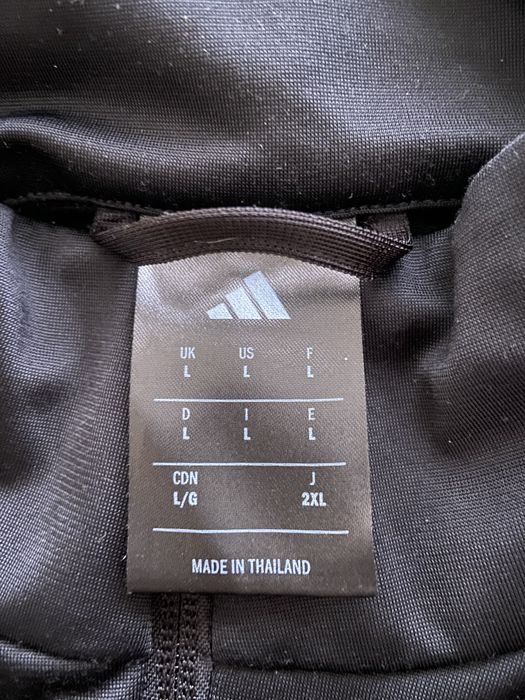 UK US F
L L L
D I E
L L L
CDN J
L/G 2XL
MADE IN THAILAND